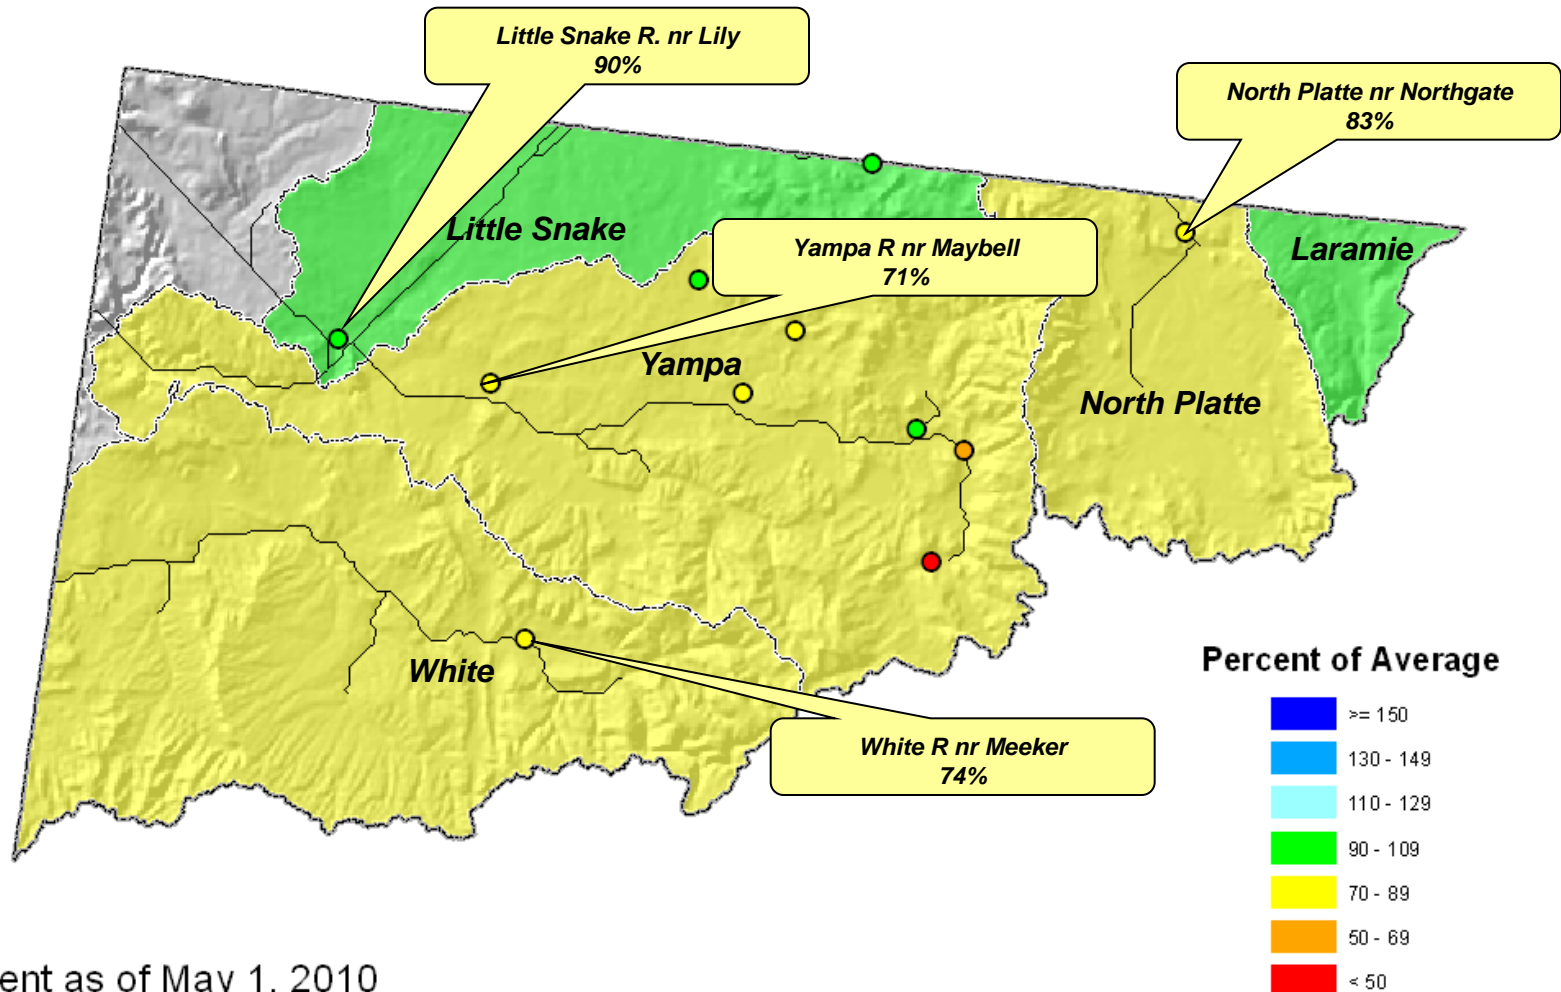 Little Snake R. nr Lily
90%
North Platte nr Northgate
83%
Little Snake
Yampa R nr Maybell
71%
Laramie
Yampa
North Platte
White
White R nr Meeker
74%
Percent of Average
>= 150
130 - 149
110 - 129
90 - 109
70 - 89
50 - 69
< 50
ent as of May 1, 2010